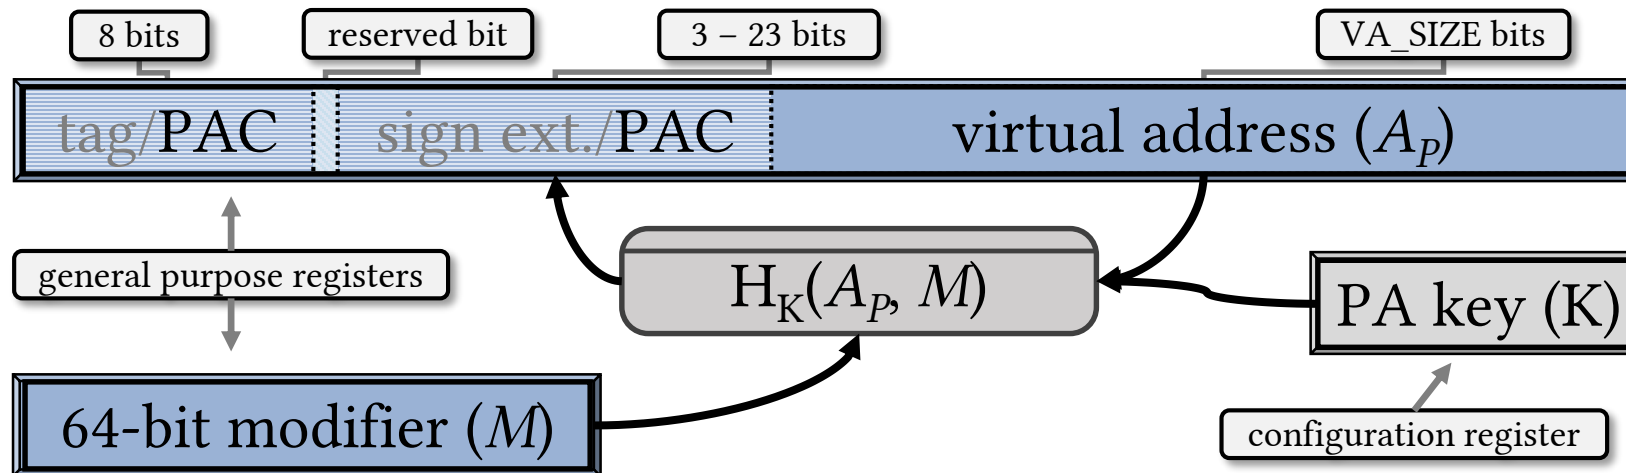 8 bits
reserved bit
3 – 23 bits
VA_SIZE bits
tag/PAC
sign ext./PAC
virtual address (A_P)
general purpose registers
H_K(A_P, M)
PA key (K)
64-bit modifier (M)
configuration register